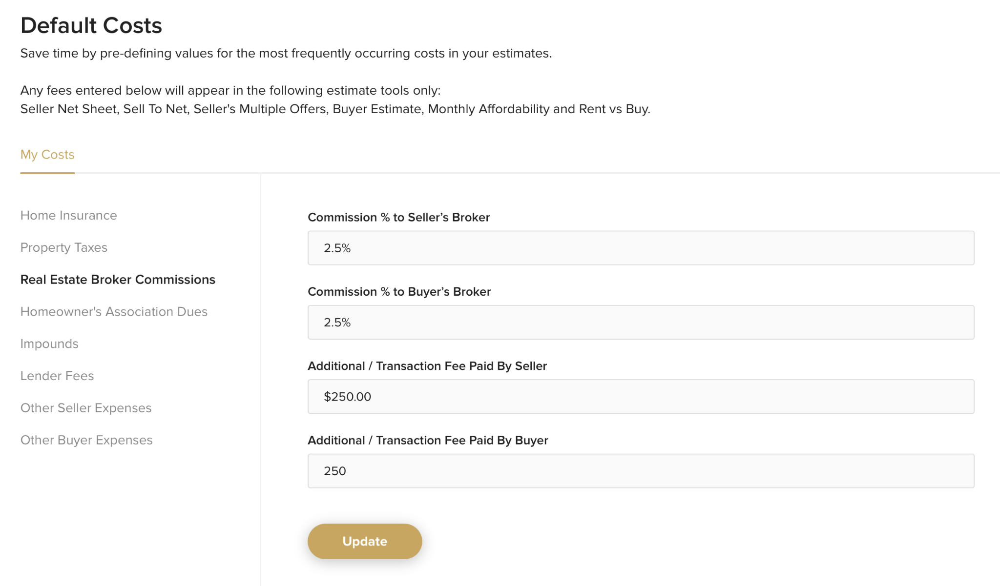 Default Costs
Save time by pre-defining values for the most frequently occurring costs in your estimates.
Any fees entered below will appear in the following estimate tools only:
Seller Net Sheet, Sell To Net, Seller's Multiple Offers, Buyer Estimate, Monthly Affordability and Rent vs Buy.
My Costs
Home Insurance
Property Taxes
Real Estate Broker Commissions
Homeowner's Association Dues
Impounds
Lender Fees
Other Seller Expenses
Other Buyer Expenses
Commission % to Seller’s Broker
2.5%
Commission % to Buyer’s Broker
2.5%
Additional / Transaction Fee Paid By Seller
$250.00
Additional / Transaction Fee Paid By Buyer
250
Update